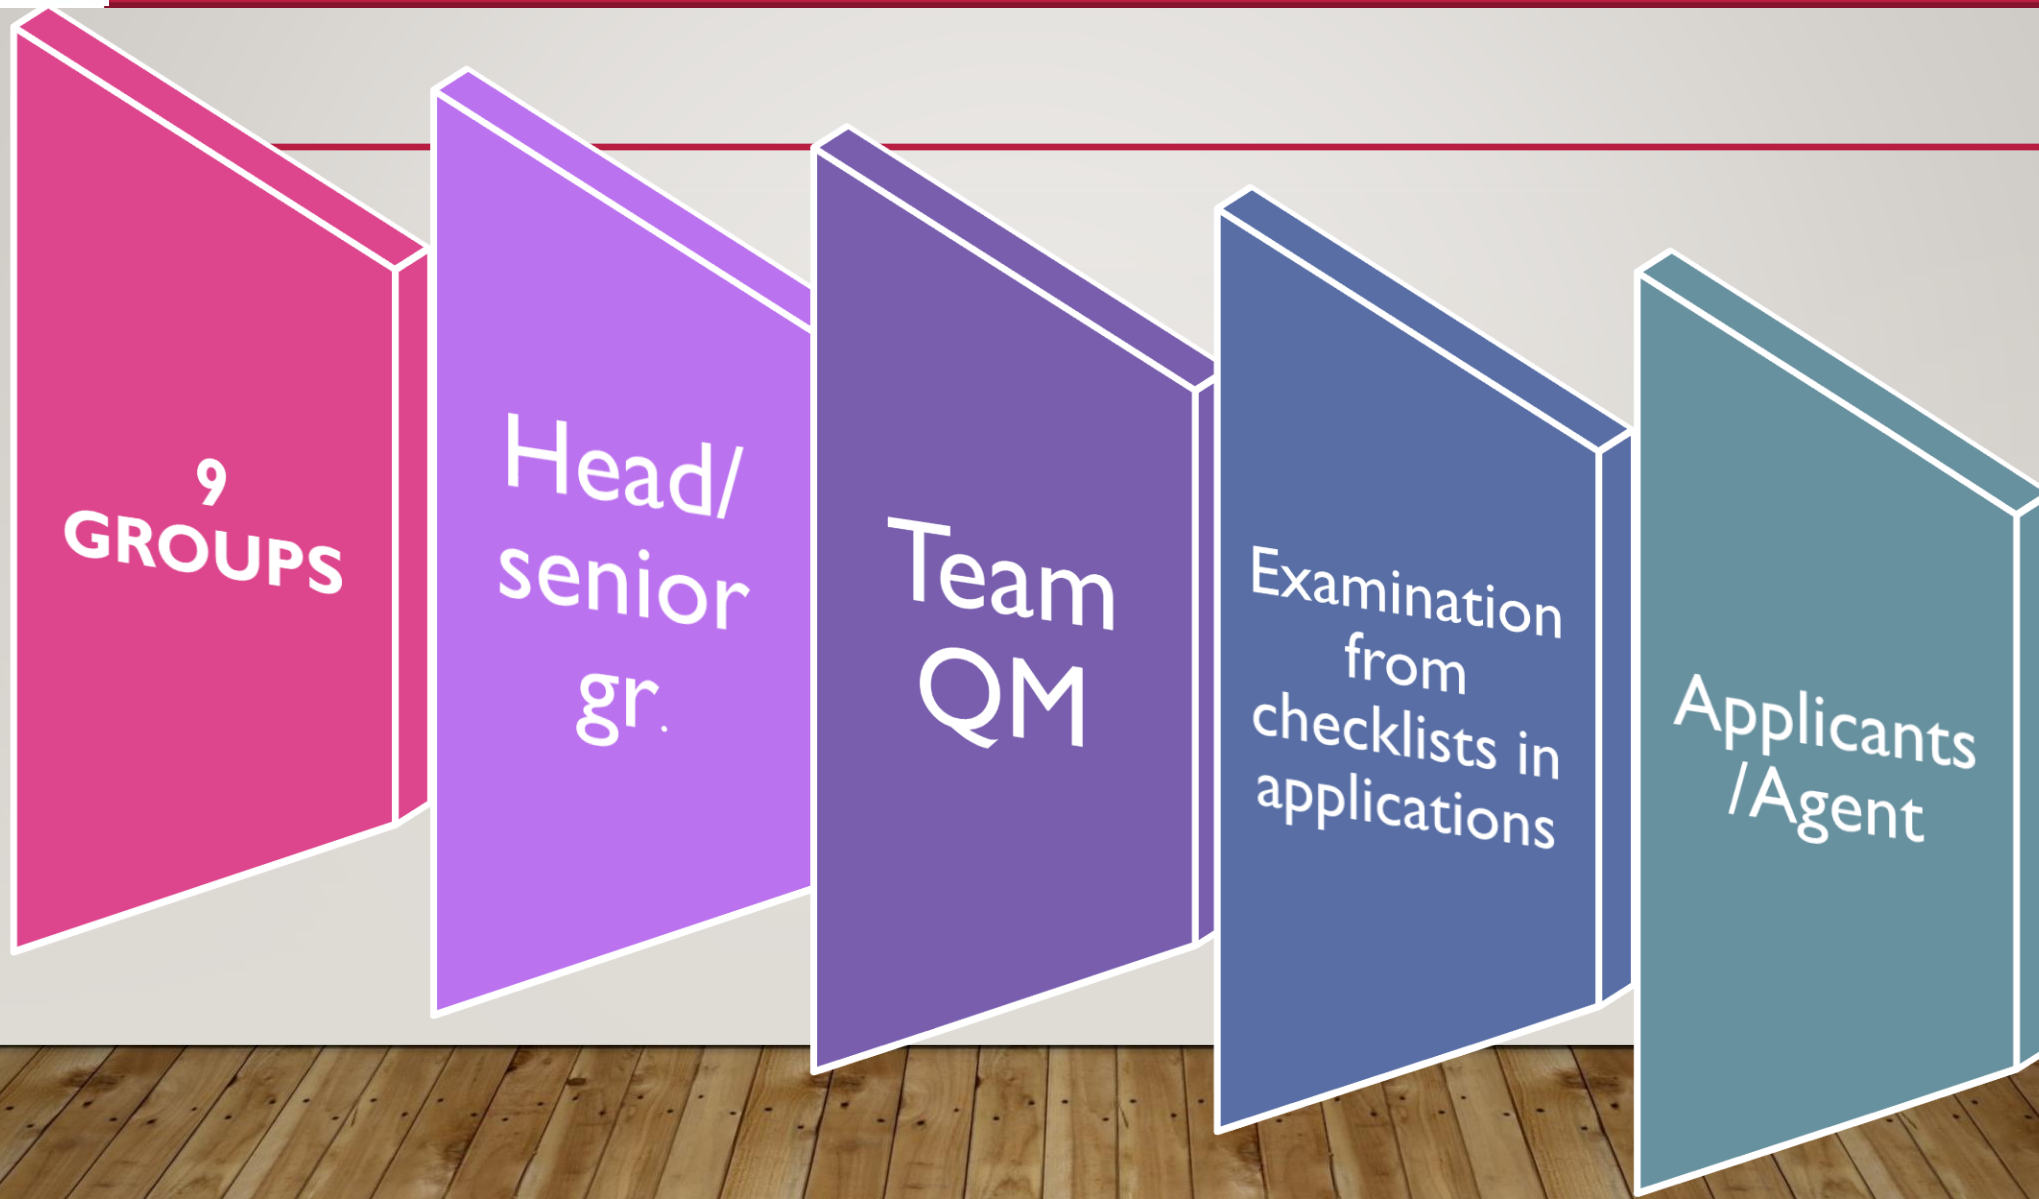 9
GROUPS
Head/
senior
gr.
Team
QM
Examination
from
checklists in
applications
Applicants
/Agent